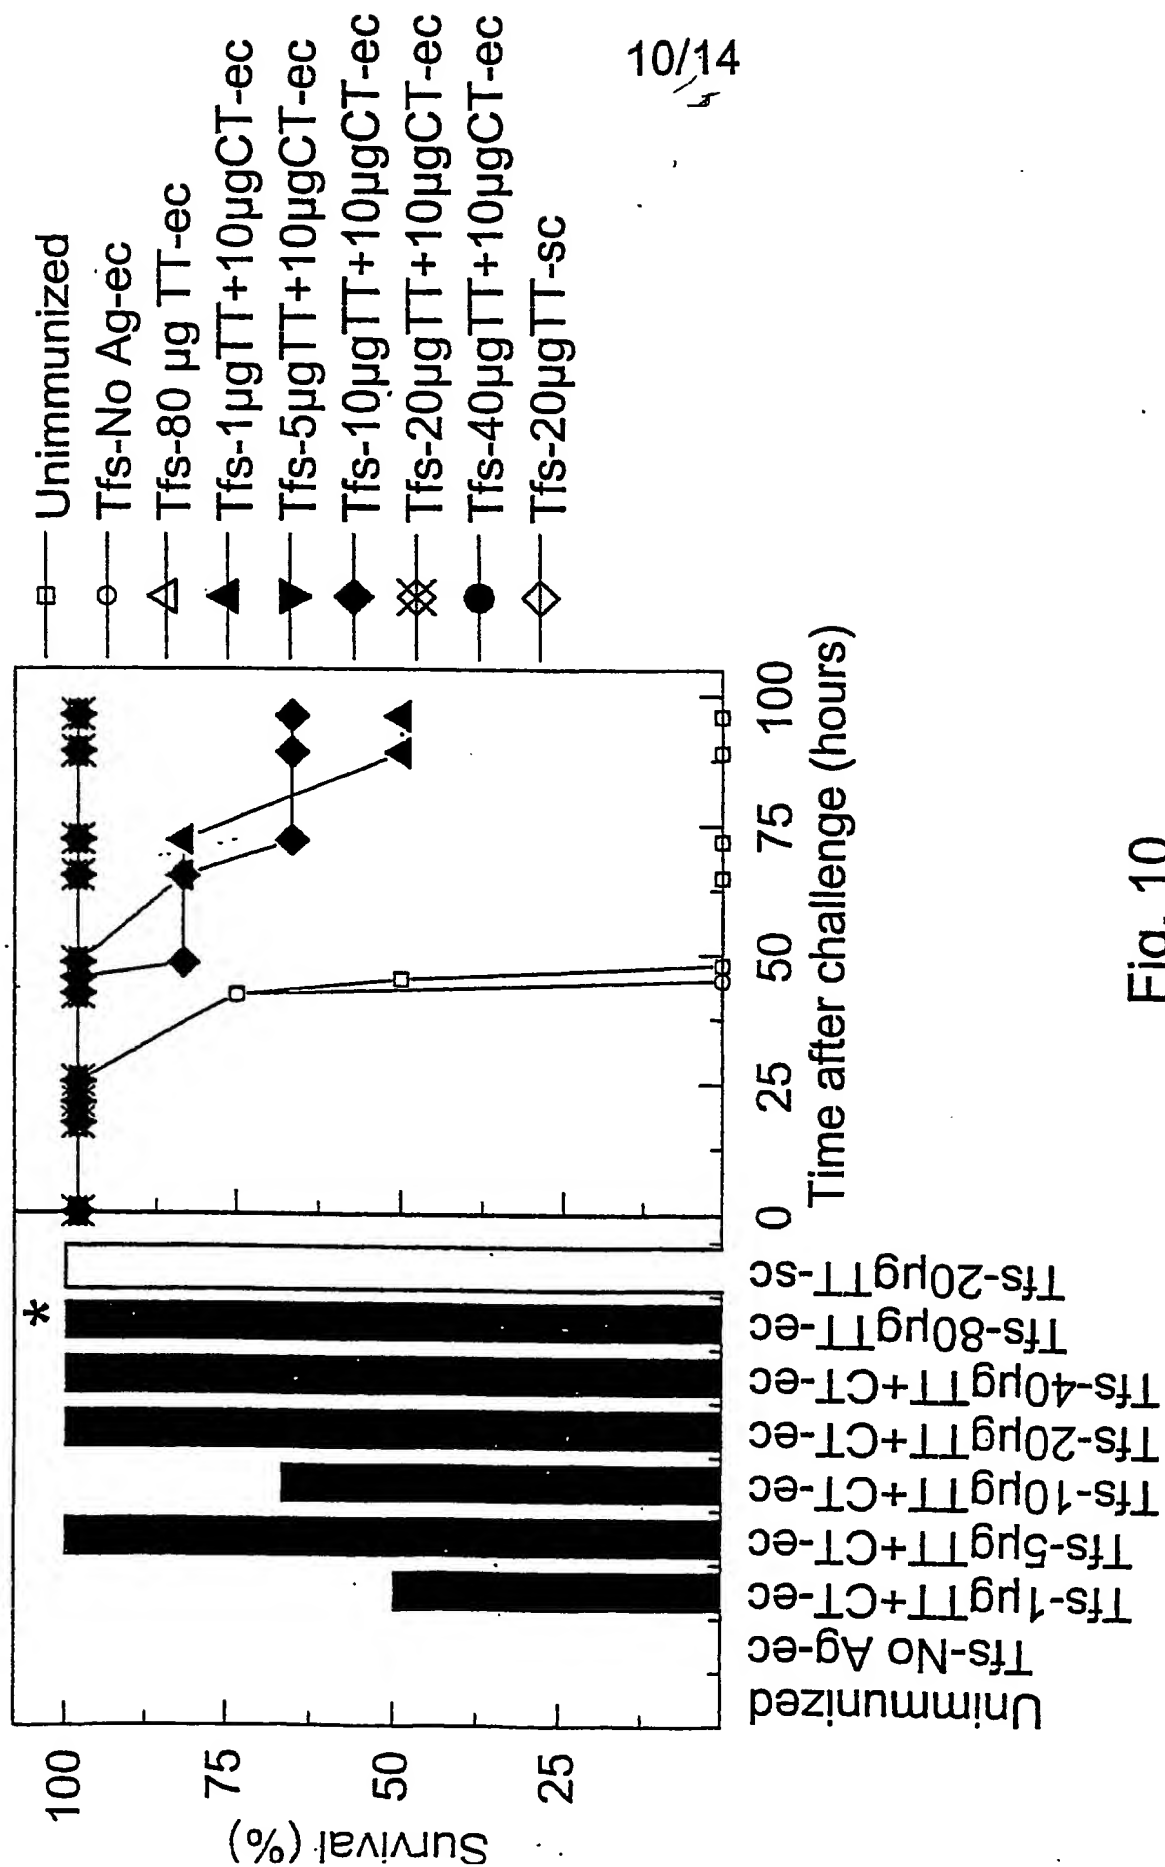 10/14
Survival (%)
100
75
50
25
Unimmunized
Tfs-No Ag-ec
Tfs-1µgTT+CT-ec
Tfs-5µgTT+CT-ec
Tfs-10µgTT+CT-ec
Tfs-20µgTT+CT-ec
Tfs-40µgTT+CT-ec
Tfs-80µgTT-ec
Tfs-20µgTT-sc
*
0
25
50
75
100
Time after challenge (hours)
Unimmunized
Tfs-No Ag-ec
Tfs-80 µg TT-ec
Tfs-1µgTT+10µgCT-ec
Tfs-5µgTT+10µgCT-ec
Tfs-10µgTT+10µgCT-ec
Tfs-20µgTT+10µgCT-ec
Tfs-40µgTT+10µgCT-ec
Tfs-20µgTT-sc
Fig. 10